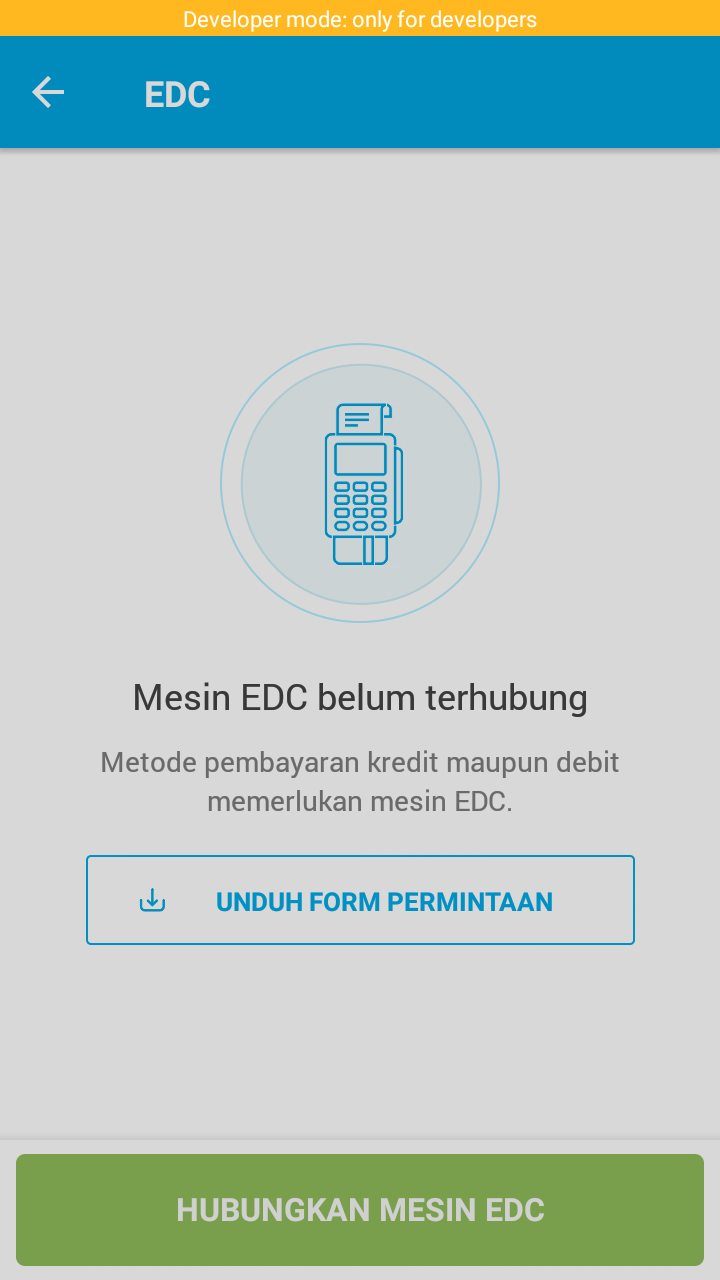 Developer mode: only for developers
EDC
Mesin EDC belum terhubung
Metode pembayaran kredit maupun debit
memerlukan mesin EDC.
UNDUH FORM PERMINTAAN
HUBUNGKAN MESIN EDC